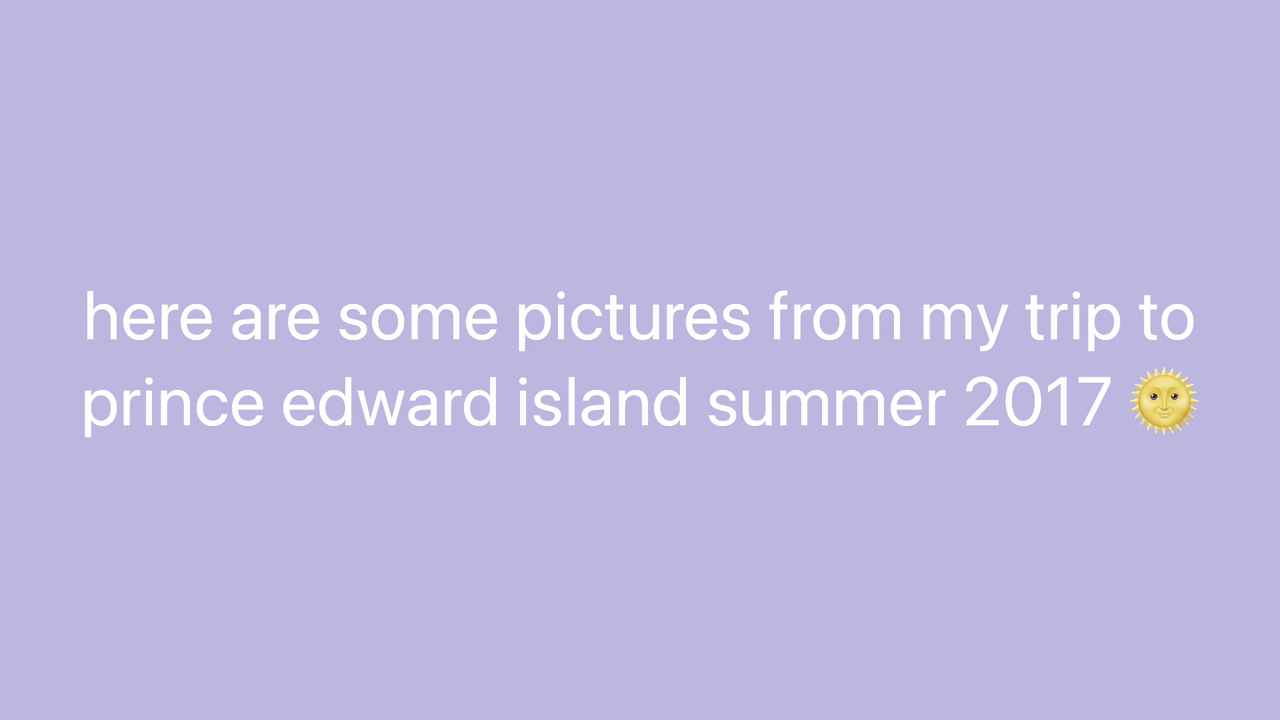 here are some pictures from my trip to
prince edward island summer 2017 🌞